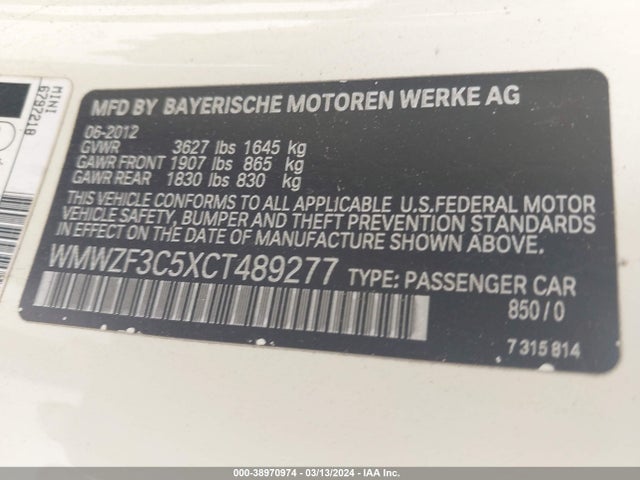 MFD BY BAYERISCHE MOTOREN WERKE AG
06-2012
GVWR 3627 lbs 1645 kg
GAWR FRONT 1907 lbs 865 kg
GAWR REAR 1830 lbs 830 kg
THIS VEHICLE CONFORMS TO ALL APPLICABLE U.S.FEDERAL MOTOR
VEHICLE SAFETY, BUMPER AND THEFT PREVENTION STANDARDS
IN EFFECT ON THE DATE OF MANUFACTURE SHOWN ABOVE.
WMWZF3C5XCT489277 TYPE: PASSENGER CAR
850/0
7315814
MINI
6292218
000-38970974 | 03/13/2024 - IAA Inc.